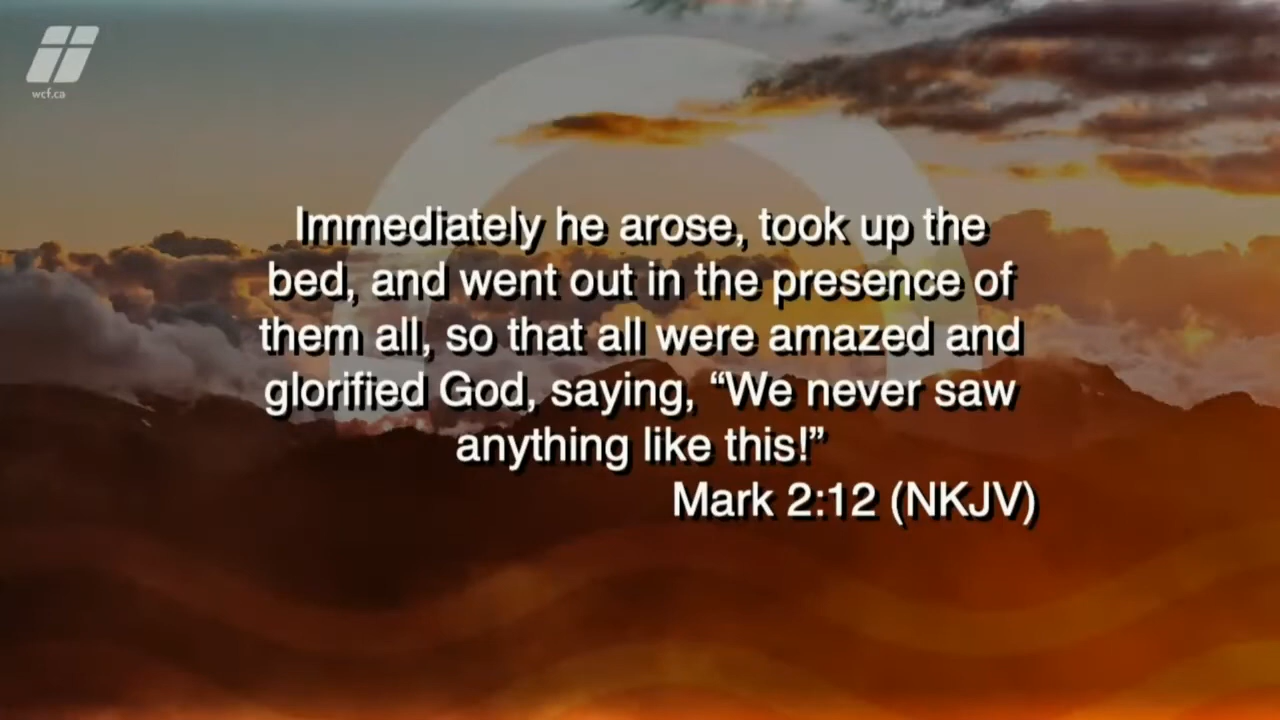 wcf.ca
Immediately he arose, took up the
bed, and went out in the presence of
them all, so that all were amazed and
glorified God, saying, “We never saw
anything like this!”
Mark 2:12 (NKJV)